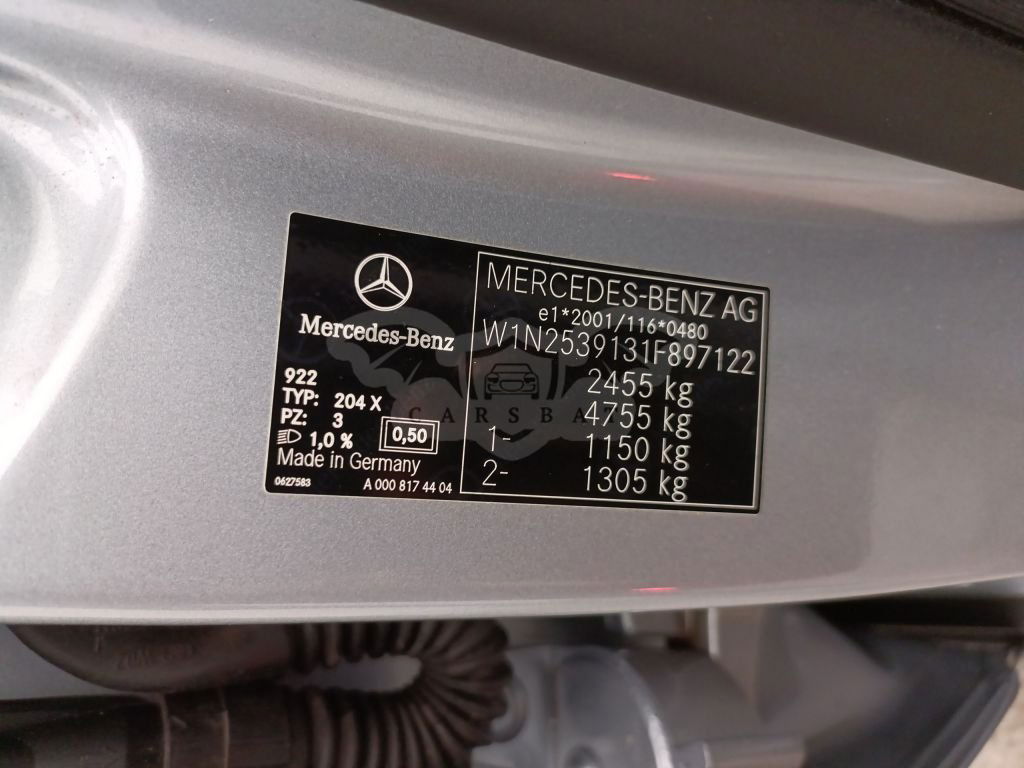 Mercedes-Benz
922
TYP: 204 X
PZ: 3
1,0 %
0,50
Made in Germany
0627583
A 000 817 44 04
MERCEDES-BENZ AG
e1*2001/116*0480
W1N2539131F897122
2455 kg
4755 kg
1- 1150 kg
2- 1305 kg